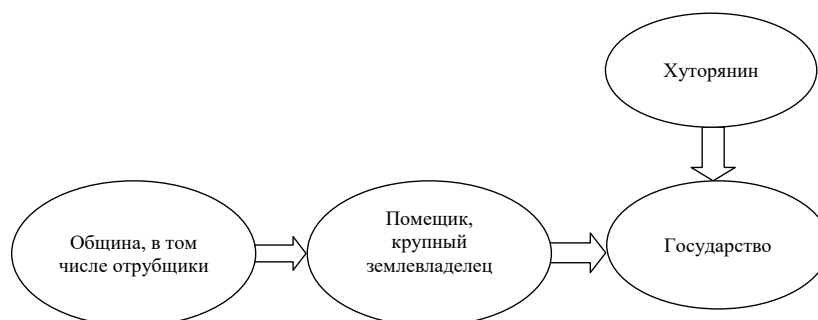 Хуторянин
Община, в том
числе отрубщики
Помещик,
крупный
землевладелец
Государство